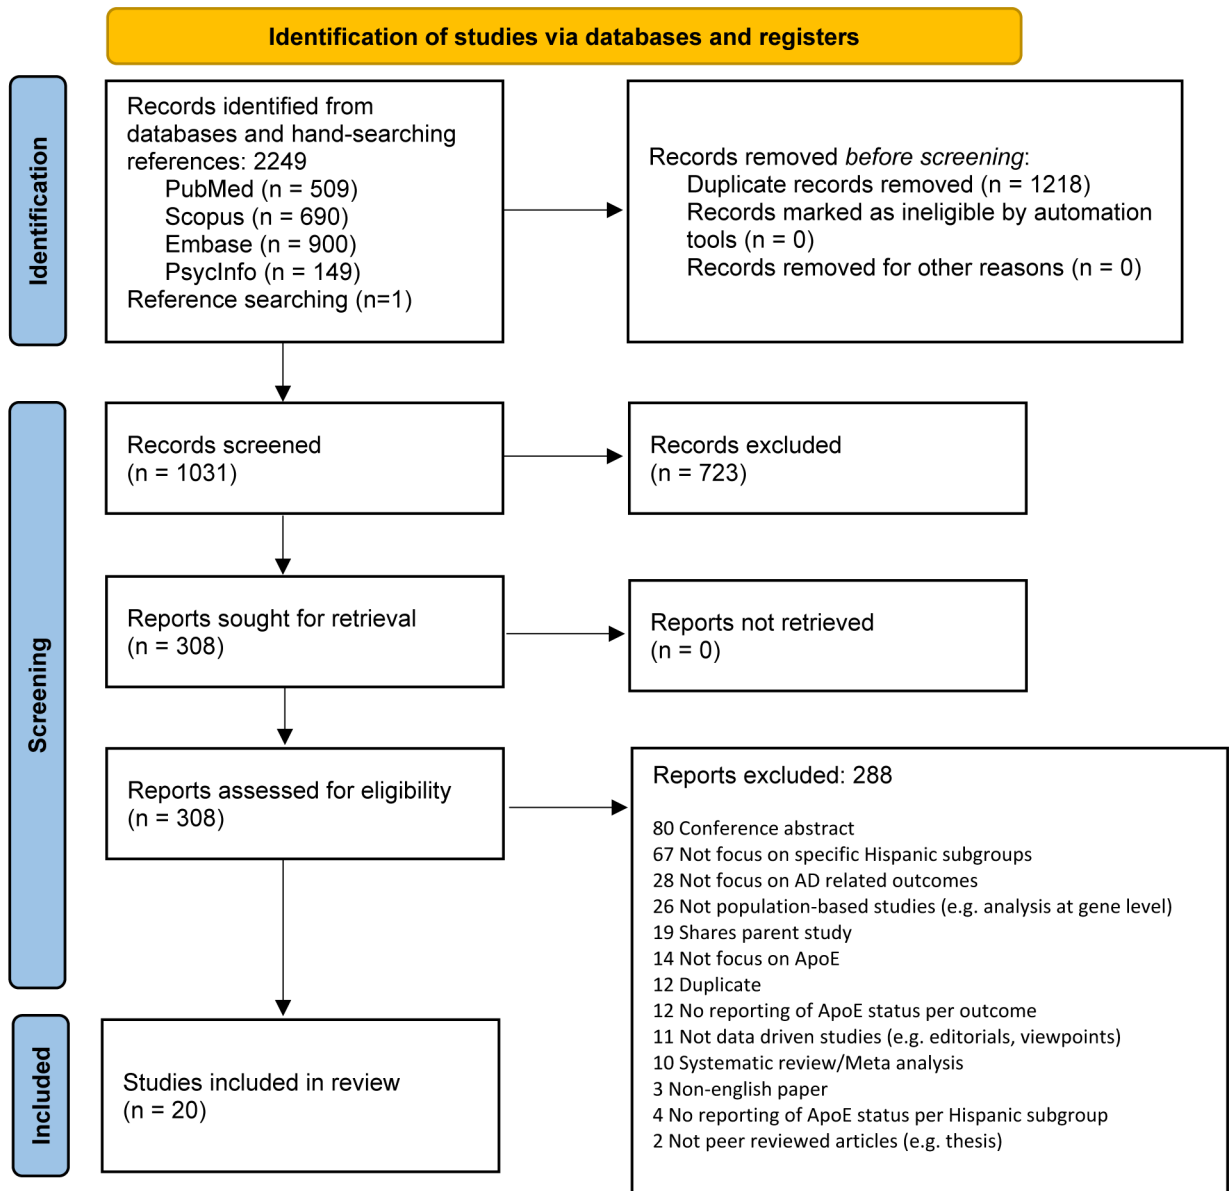 Identification of studies via databases and registers
Identification
Records identified from
databases and hand-searching
references: 2249
PubMed (n = 509)
Scopus (n = 690)
Embase (n = 900)
PsycInfo (n = 149)
Reference searching (n=1)
Records removed before screening:
Duplicate records removed (n = 1218)
Records marked as ineligible by automation
tools (n = 0)
Records removed for other reasons (n = 0)
Screening
Records screened
(n = 1031)
Records excluded
(n = 723)
Reports sought for retrieval
(n = 308)
Reports not retrieved
(n = 0)
Reports assessed for eligibility
(n = 308)
Reports excluded: 288
80 Conference abstract
67 Not focus on specific Hispanic subgroups
28 Not focus on AD related outcomes
26 Not population-based studies (e.g. analysis at gene level)
19 Shares parent study
14 Not focus on ApoE
12 Duplicate
12 No reporting of ApoE status per outcome
11 Not data driven studies (e.g. editorials, viewpoints)
10 Systematic review/Meta analysis
3 Non-english paper
4 No reporting of ApoE status per Hispanic subgroup
2 Not peer reviewed articles (e.g. thesis)
Included
Studies included in review
(n = 20)